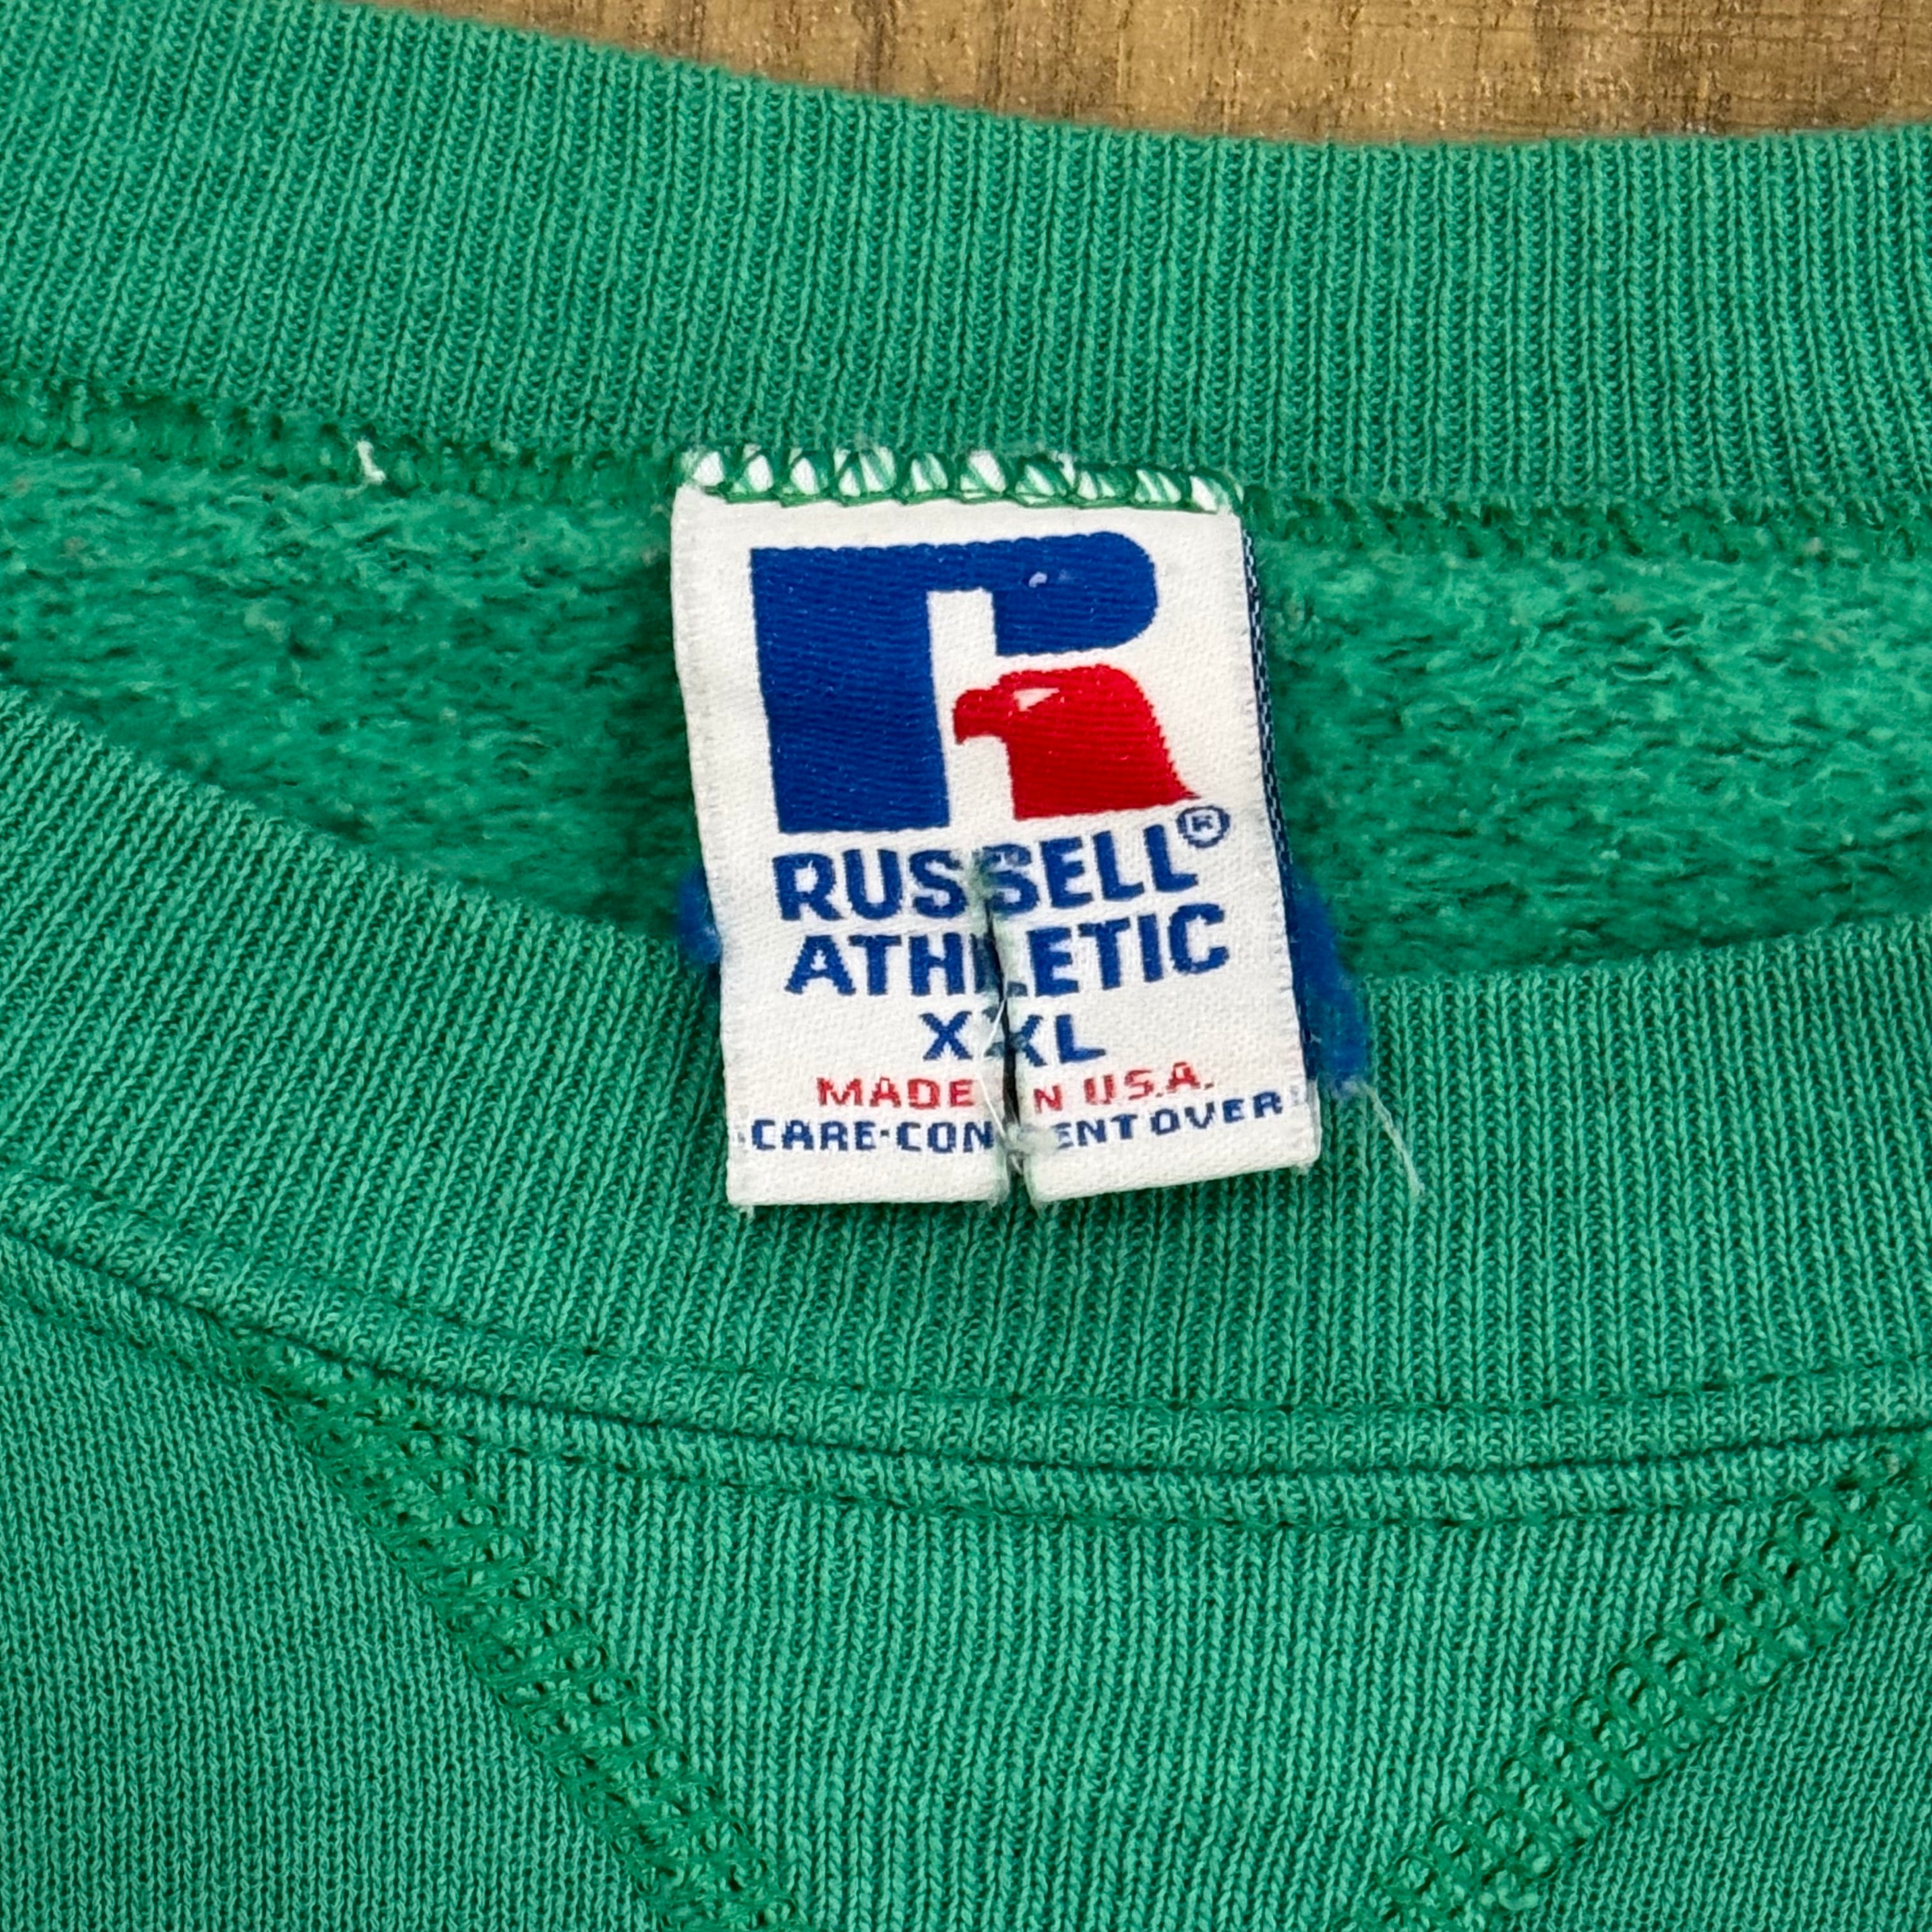 RUSSELL®
ATHLETIC
XXL
MADE IN U.S.A.
CARE·CONTENT OVER